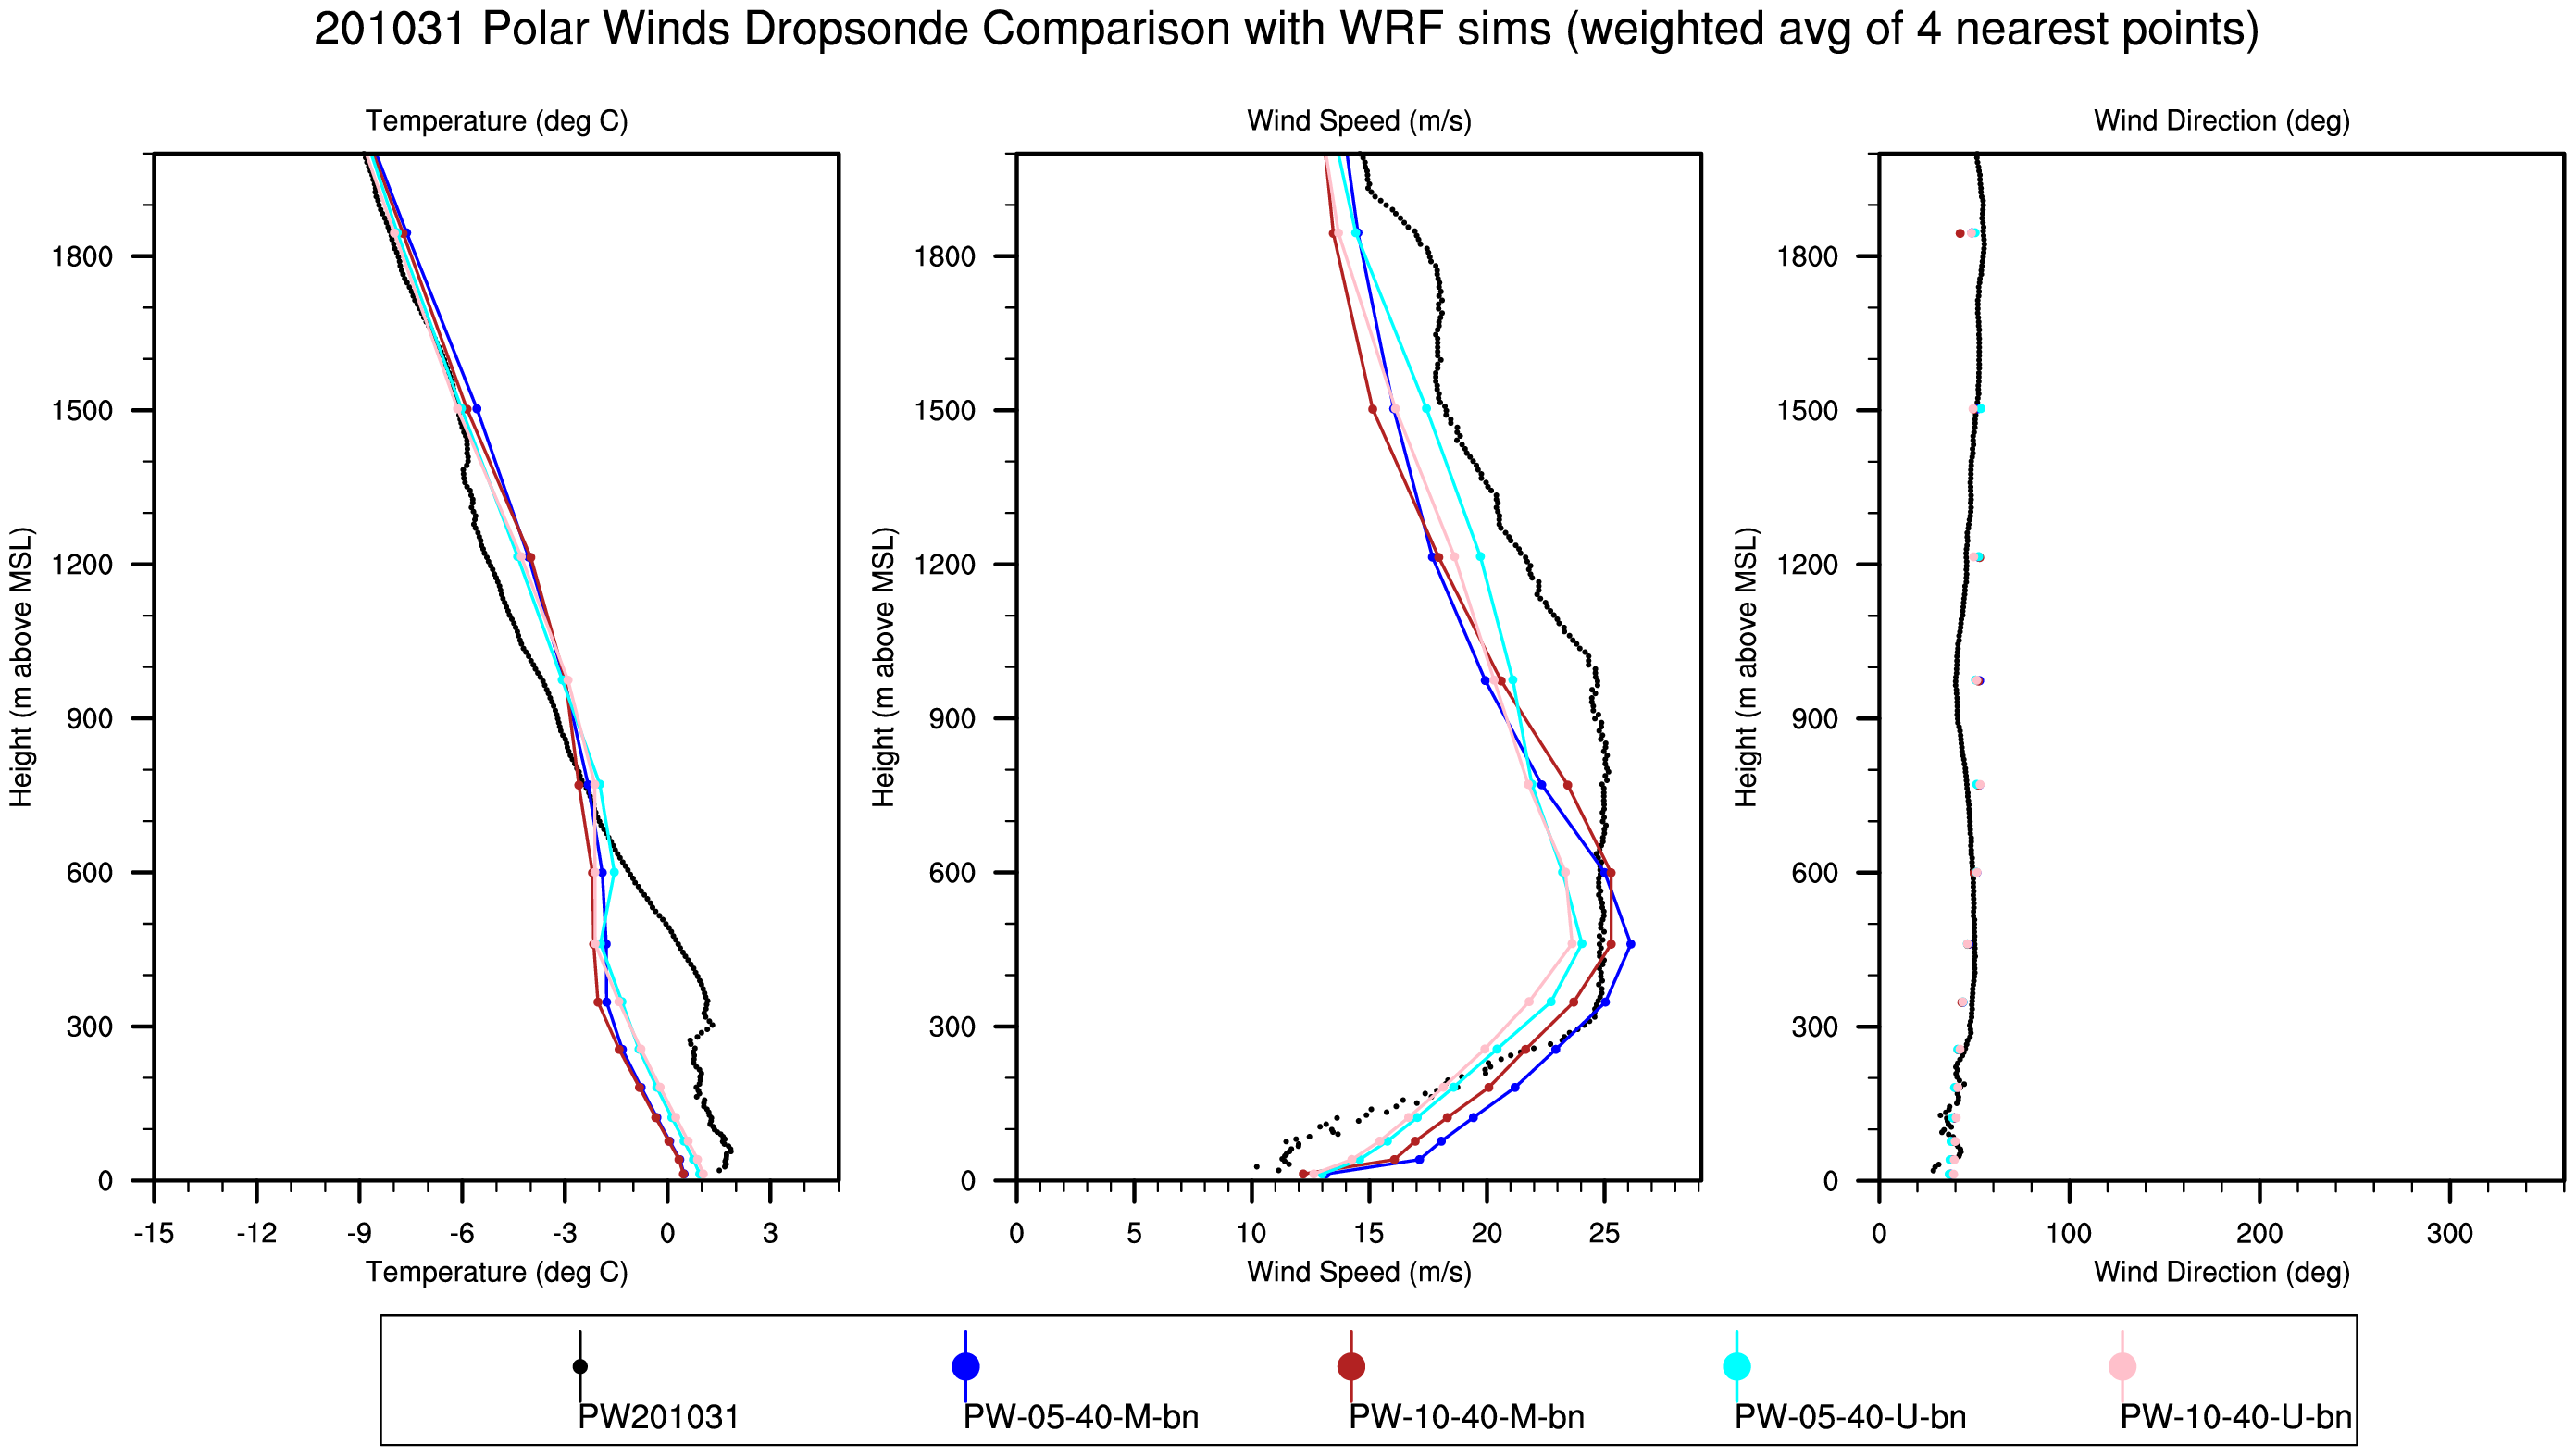 201031 Polar Winds Dropsonde Comparison with WRF sims (weighted avg of 4 nearest points)
Temperature (deg C)
Wind Speed (m/s)
Wind Direction (deg)
Height (m above MSL)
1800
1500
1200
900
600
300
0
-15 -12 -9 -6 -3 0 3
Temperature (deg C)
Height (m above MSL)
1800
1500
1200
900
600
300
0
0 5 10 15 20 25
Wind Speed (m/s)
Height (m above MSL)
1800
1500
1200
900
600
300
0
0 100 200 300
Wind Direction (deg)
PW201031
PW-05-40-M-bn
PW-10-40-M-bn
PW-05-40-U-bn
PW-10-40-U-bn